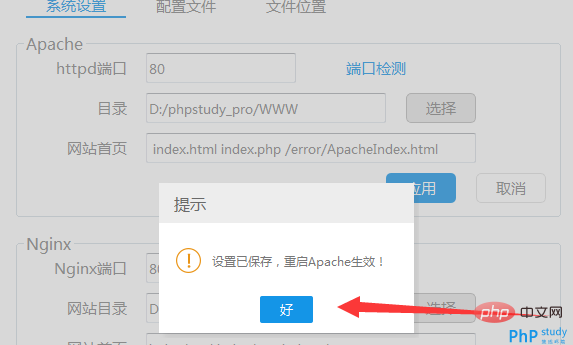 系统设置 配置文件 文件位置
Apache
httpd端口 80 端口检测
目录 D:/phpstudy_pro/WWW 选择
网站首页 index.html index.php /error/ApacheIndex.html
应用 取消
提示
设置已保存，重启Apache生效！
好
Nginx
Nginx端口
网站目录 D 选择
php 中文网
PhP study